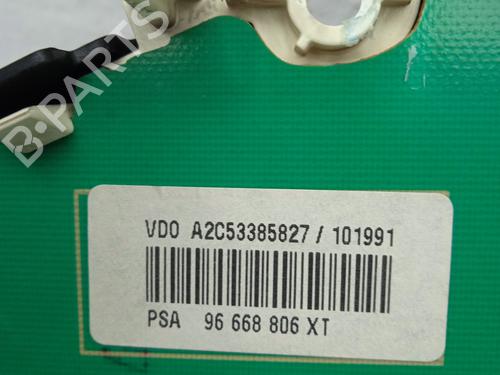 B-PARTS
VDO A2C53385827 / 101991
PSA 96 668 806 XT